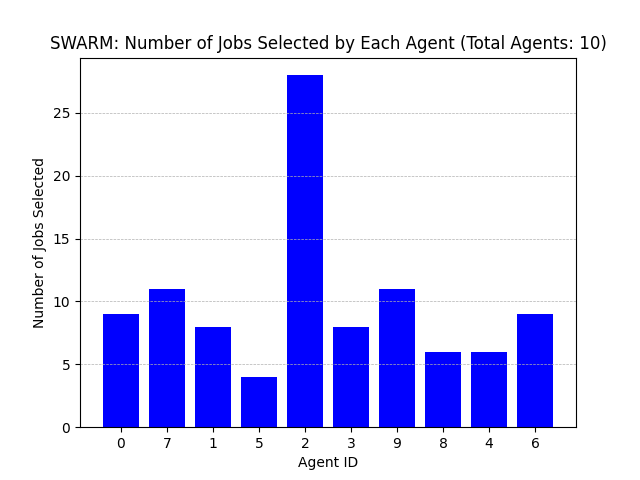 SWARM: Number of Jobs Selected by Each Agent (Total Agents: 10)
Number of Jobs Selected
25
20
15
10
5
0
0 7 1 5 2 3 9 8 4 6
Agent ID